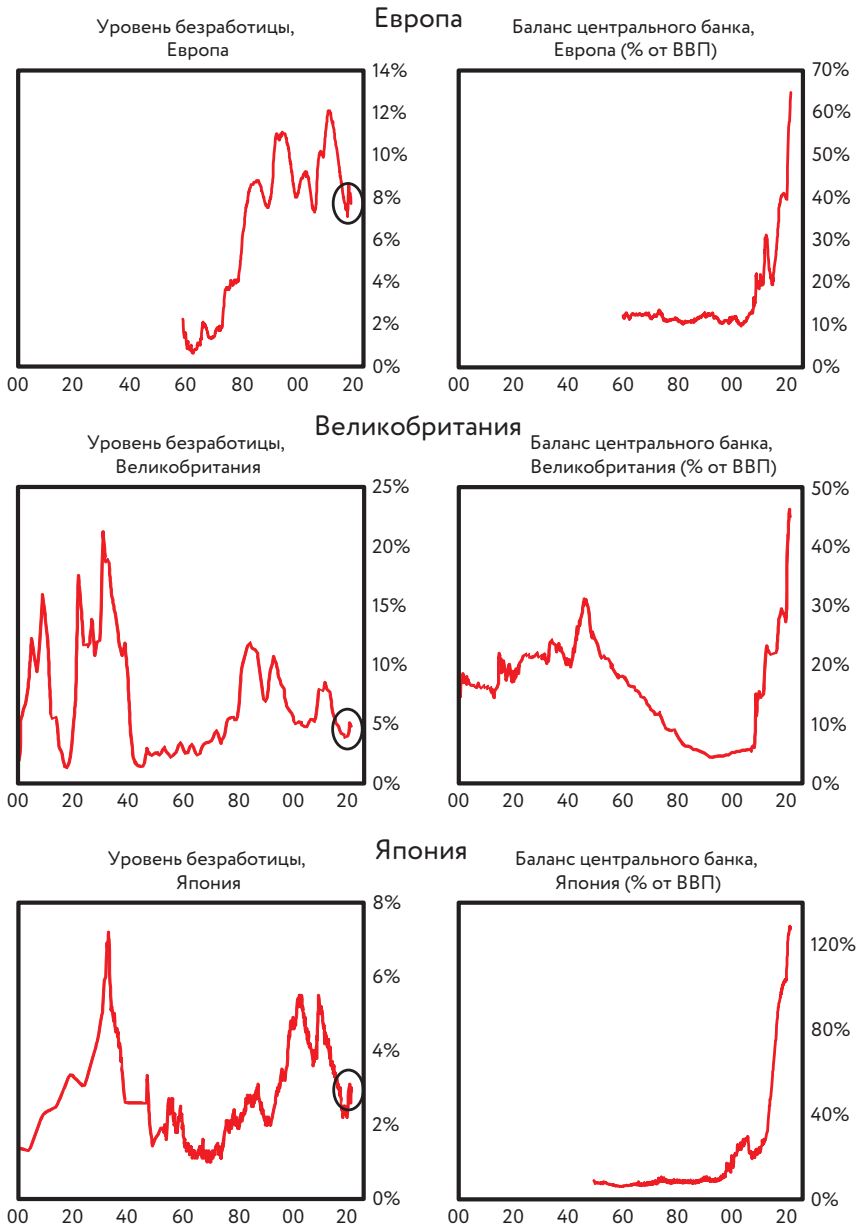 Европа
Уровень безработицы,
Европа
14%
12%
10%
8%
6%
4%
2%
0%
00 20 40 60 80 00 20
Баланс центрального банка,
Европа (% от ВВП)
70%
60%
50%
40%
30%
20%
10%
0%
00 20 40 60 80 00 20
Великобритания
Уровень безработицы,
Великобритания
25%
20%
15%
10%
5%
0%
00 20 40 60 80 00 20
Баланс центрального банка,
Великобритания (% от ВВП)
50%
40%
30%
20%
10%
0%
00 20 40 60 80 00 20
Япония
Уровень безработицы,
Япония
8%
6%
4%
2%
0%
00 20 40 60 80 00 20
Баланс центрального банка,
Япония (% от ВВП)
120%
80%
40%
0%
00 20 40 60 80 00 20